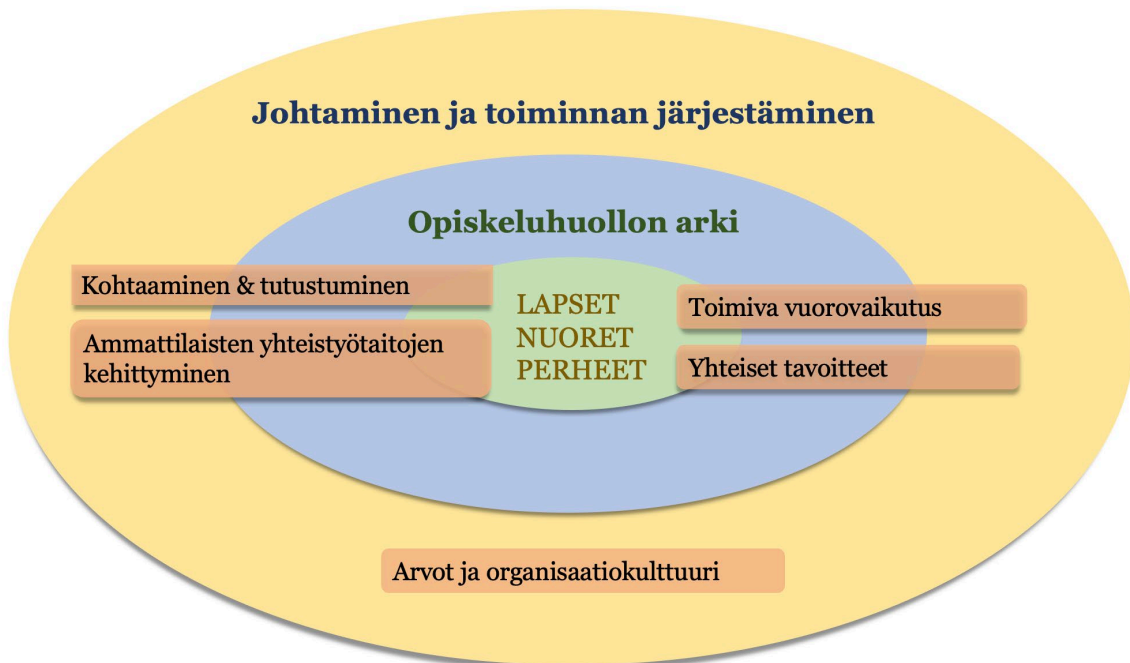 Johtaminen ja toiminnan järjestäminen
Opiskeluhuollon arki
Kohtaaminen & tutustuminen
Ammattilaisten yhteistyötaitojen
kehittyminen
LAPSET
NUORET
PERHEET
Toimiva vuorovaikutus
Yhteiset tavoitteet
Arvot ja organisaatiokulttuuri